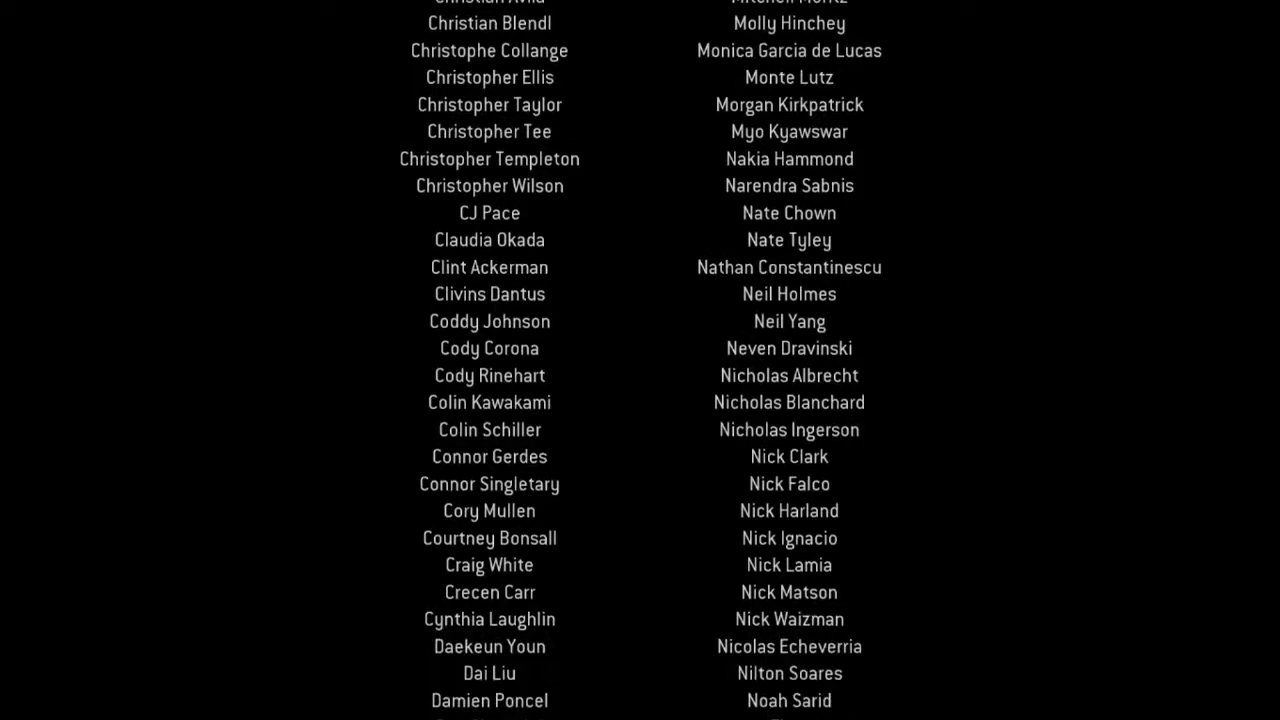 Christian Blendl
Christophe Collange
Christopher Ellis
Christopher Taylor
Christopher Tee
Christopher Templeton
Christopher Wilson
CJ Pace
Claudia Okada
Clint Ackerman
Clivins Dantus
Coddy Johnson
Cody Corona
Cody Rinehart
Colin Kawakami
Colin Schiller
Connor Gerdes
Connor Singletary
Cory Mullen
Courtney Bonsall
Craig White
Crecen Carr
Cynthia Laughlin
Daekeun Youn
Dai Liu
Damien Poncel
Molly Hinchey
Monica Garcia de Lucas
Monte Lutz
Morgan Kirkpatrick
Myo Kyawswar
Nakia Hammond
Narendra Sabnis
Nate Chown
Nate Tyley
Nathan Constantinescu
Neil Holmes
Neil Yang
Neven Dravinski
Nicholas Albrecht
Nicholas Blanchard
Nicholas Ingerson
Nick Clark
Nick Falco
Nick Harland
Nick Ignacio
Nick Lamia
Nick Matson
Nick Waizman
Nicolas Echeverria
Nilton Soares
Noah Sarid